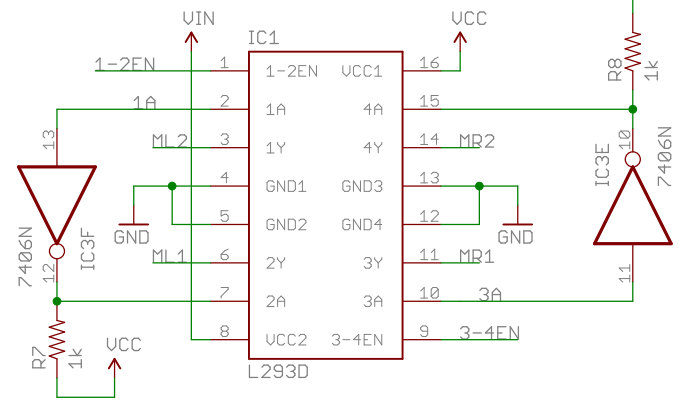 VIN
VCC
IC1
1-2EN
1
1-2EN
VCC1
16
R8
1k
1A
2
1A
4A
15
13
ML2
3
1Y
4Y
14
MR2
10
7406N
IC3E
4
GND1
GND3
13
GND
5
GND2
GND4
12
GND
7406N
IC3F
12
ML1
6
2Y
3Y
11
MR1
11
7
2A
3A
10
3A
8
VCC2
3-4EN
9
3-4EN
R7
1k
VCC
L293D